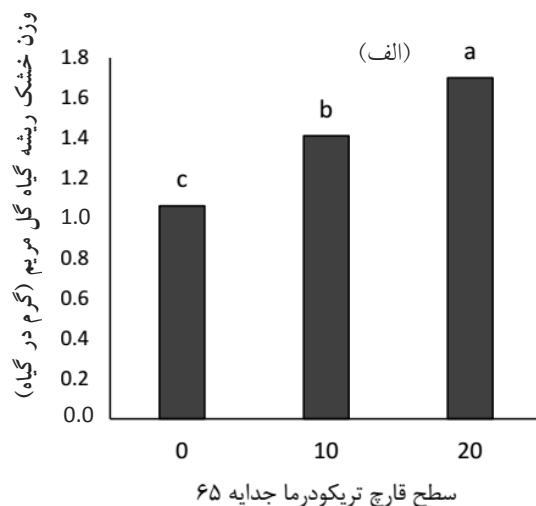 وزن خشک ریشه گیاه گل مریم (گرم در گیاه)
(الف)
1.8
1.6
1.4
1.2
1.0
0.8
0.6
0.4
0.2
0.0
c
b
a
0 10 20
سطح قارچ تریکودرما جدایه ۶۵